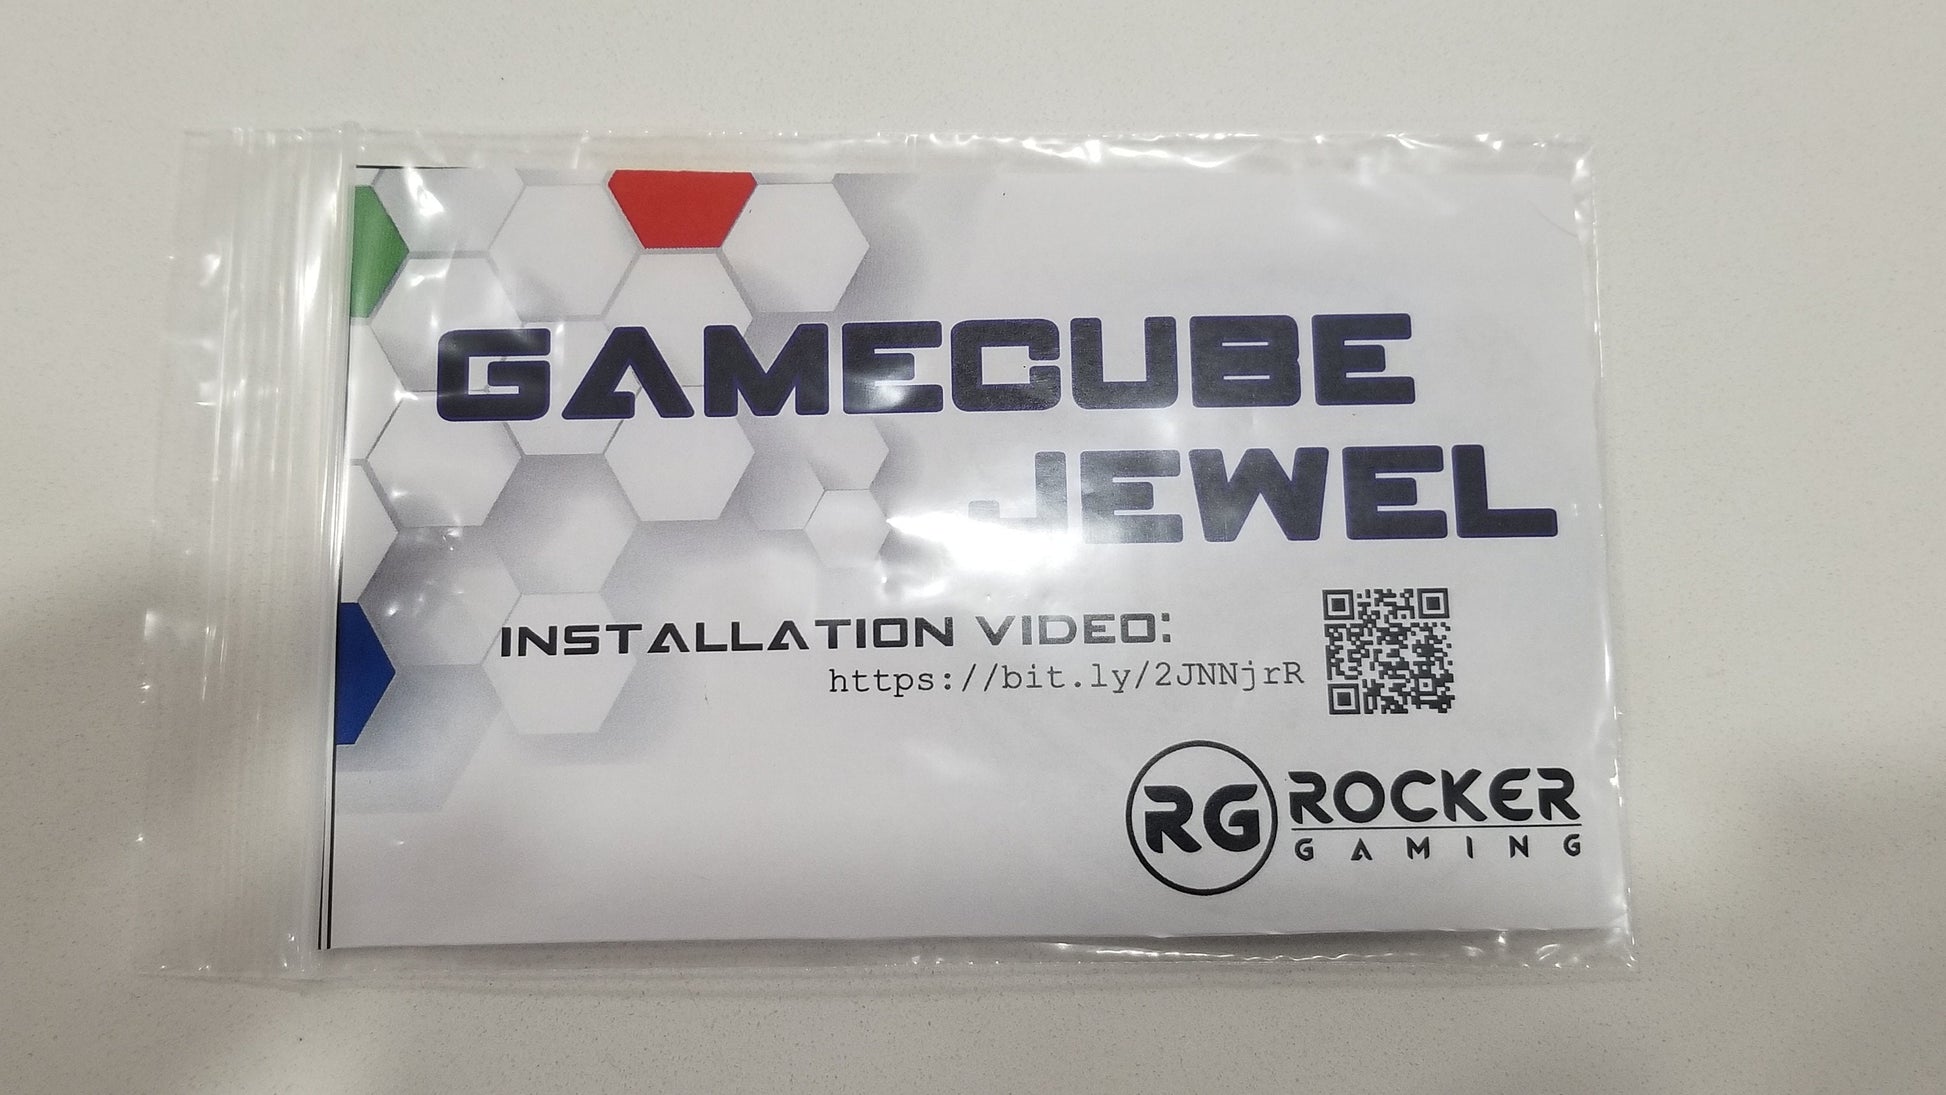 GAMECUBE
JEWEL
INSTALLATION VIDEO:
https://bit.ly/2JNNjrR
RG ROCKER
GAMING